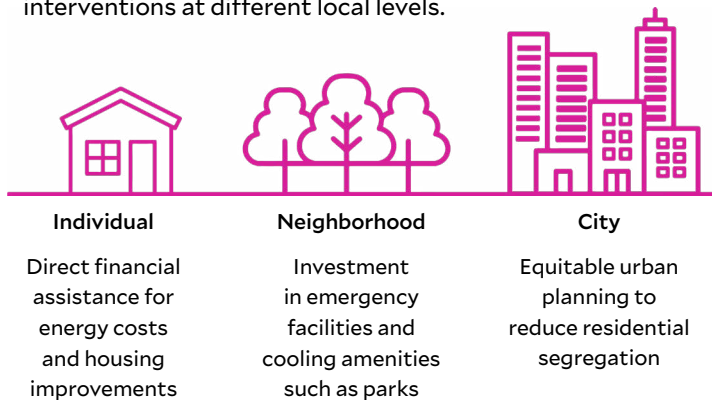 interventions at different local levels.
Individual
Direct financial
assistance for
energy costs
and housing
improvements
Neighborhood
Investment
in emergency
facilities and
cooling amenities
such as parks
City
Equitable urban
planning to
reduce residential
segregation